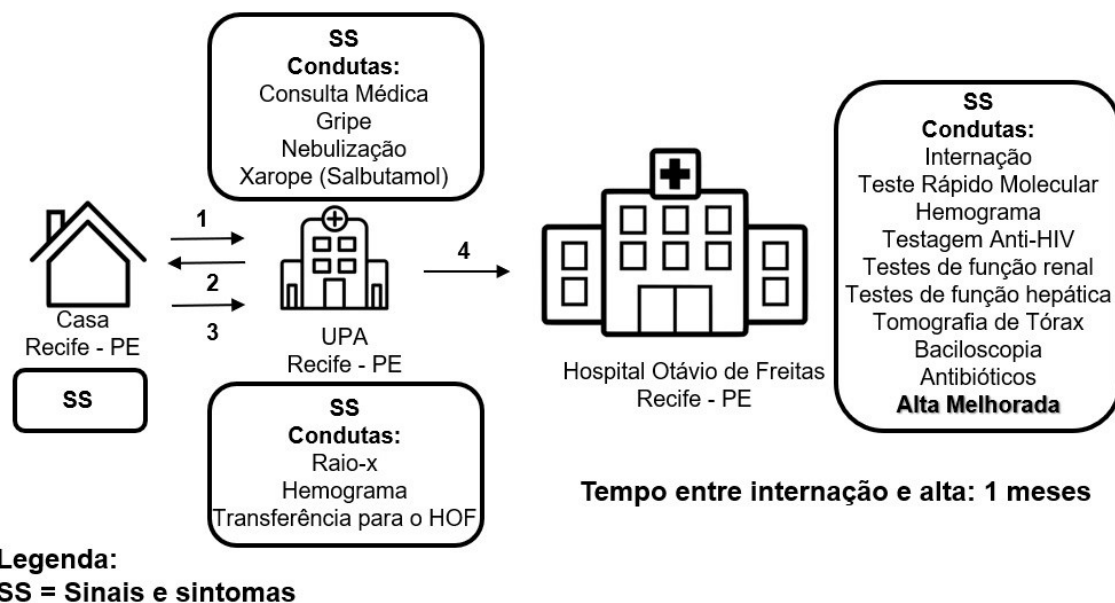 SS
Condutas:
Consulta Médica
Gripe
Nebulização
Xarope (Salbutamol)
1
2
3
Casa
Recife - PE
SS
UPA
Recife - PE
SS
Condutas:
Raio-x
Hemograma
Transferência para o HOF
4
Hospital Otávio de Freitas
Recife - PE
SS
Condutas:
Internação
Teste Rápido Molecular
Hemograma
Testagem Anti-HIV
Testes de função renal
Testes de função hepática
Tomografia de Tórax
Baciloscopia
Antibióticos
Alta Melhorada
Tempo entre internação e alta: 1 meses
Legenda:
SS = Sinais e sintomas